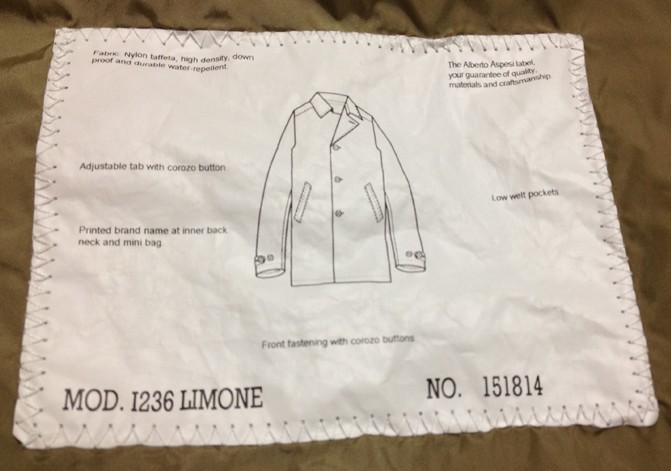 Fabric: Nylon taffeta, high density, down
proof and durable water-repellent.
The Alberto Aspesi label,
your guarantee of quality,
materials and craftsmanship.
Adjustable tab with corozo button
Low welt pockets
Printed brand name at inner back
neck and mini bag.
Front fastening with corozo buttons
MOD. I236 LIMONE
NO. 151814